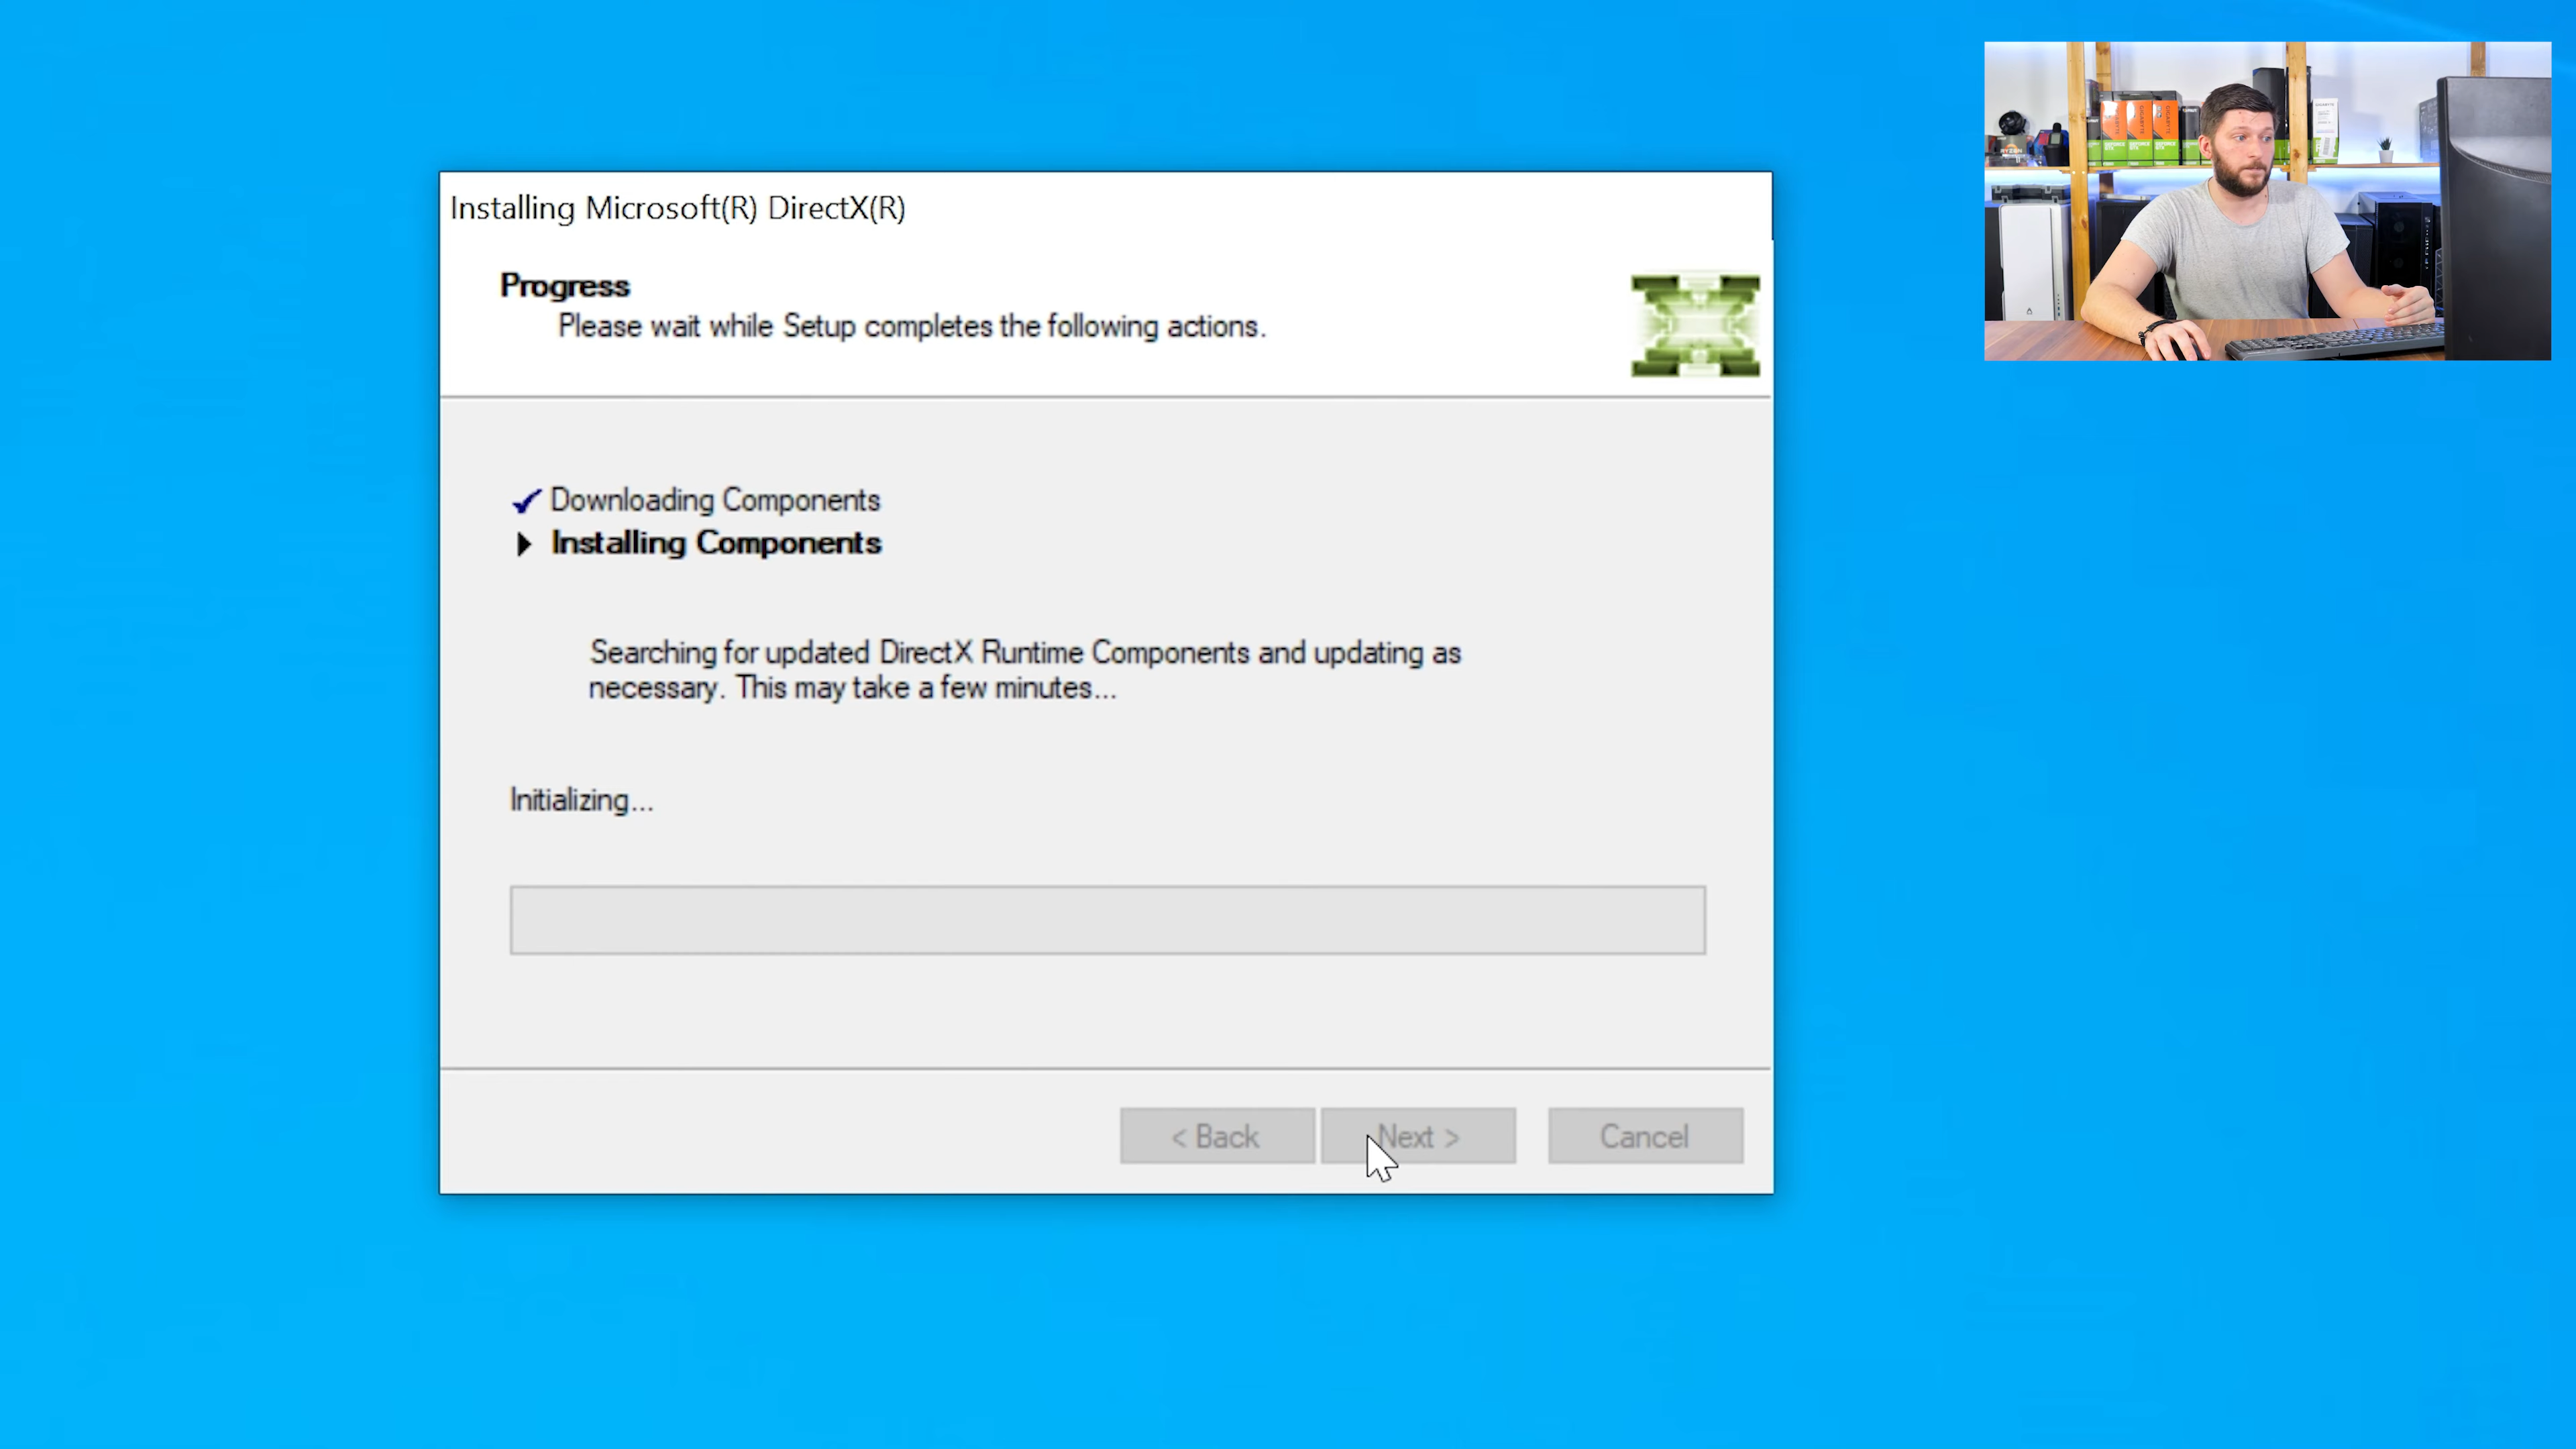 Installing Microsoft(R) DirectX(R)
Progress
Please wait while Setup completes the following actions.
Downloading Components
Installing Components
Searching for updated DirectX Runtime Components and updating as
necessary. This may take a few minutes...
Initializing...
< Back
Next >
Cancel
RYZEN